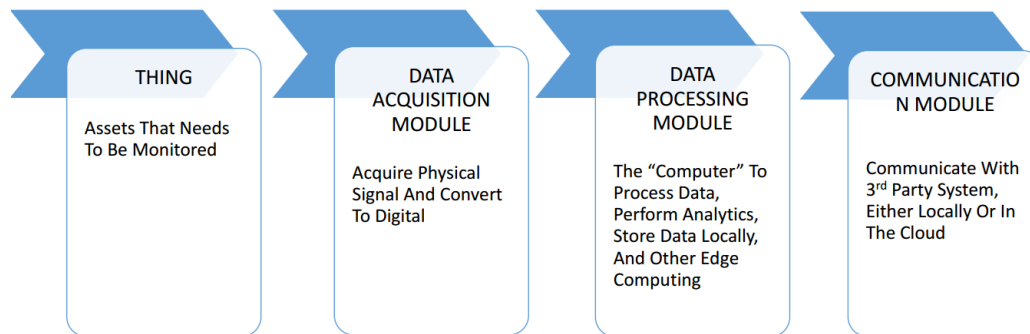 THING
Assets That Needs
To Be Monitored
DATA
ACQUISITION
MODULE
Acquire Physical
Signal And Convert
To Digital
DATA
PROCESSING
MODULE
The “Computer” To
Process Data,
Perform Analytics,
Store Data Locally,
And Other Edge
Computing
COMMUNICATIO
N MODULE
Communicate With
3rd Party System,
Either Locally Or In
The Cloud